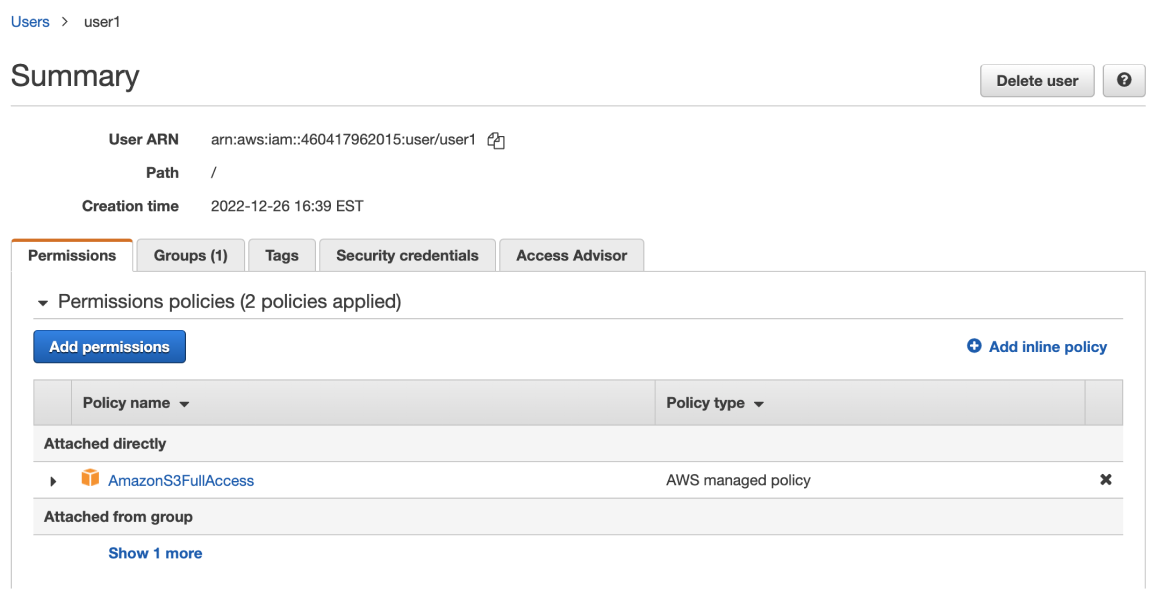 Users > user1
Summary
Delete user
?
User ARN arn:aws:iam::460417962015:user/user1
Path /
Creation time 2022-12-26 16:39 EST
Permissions Groups (1) Tags Security credentials Access Advisor
Permissions policies (2 policies applied)
Add permissions Add inline policy
Policy name Policy type
Attached directly
AmazonS3FullAccess AWS managed policy
Attached from group
Show 1 more